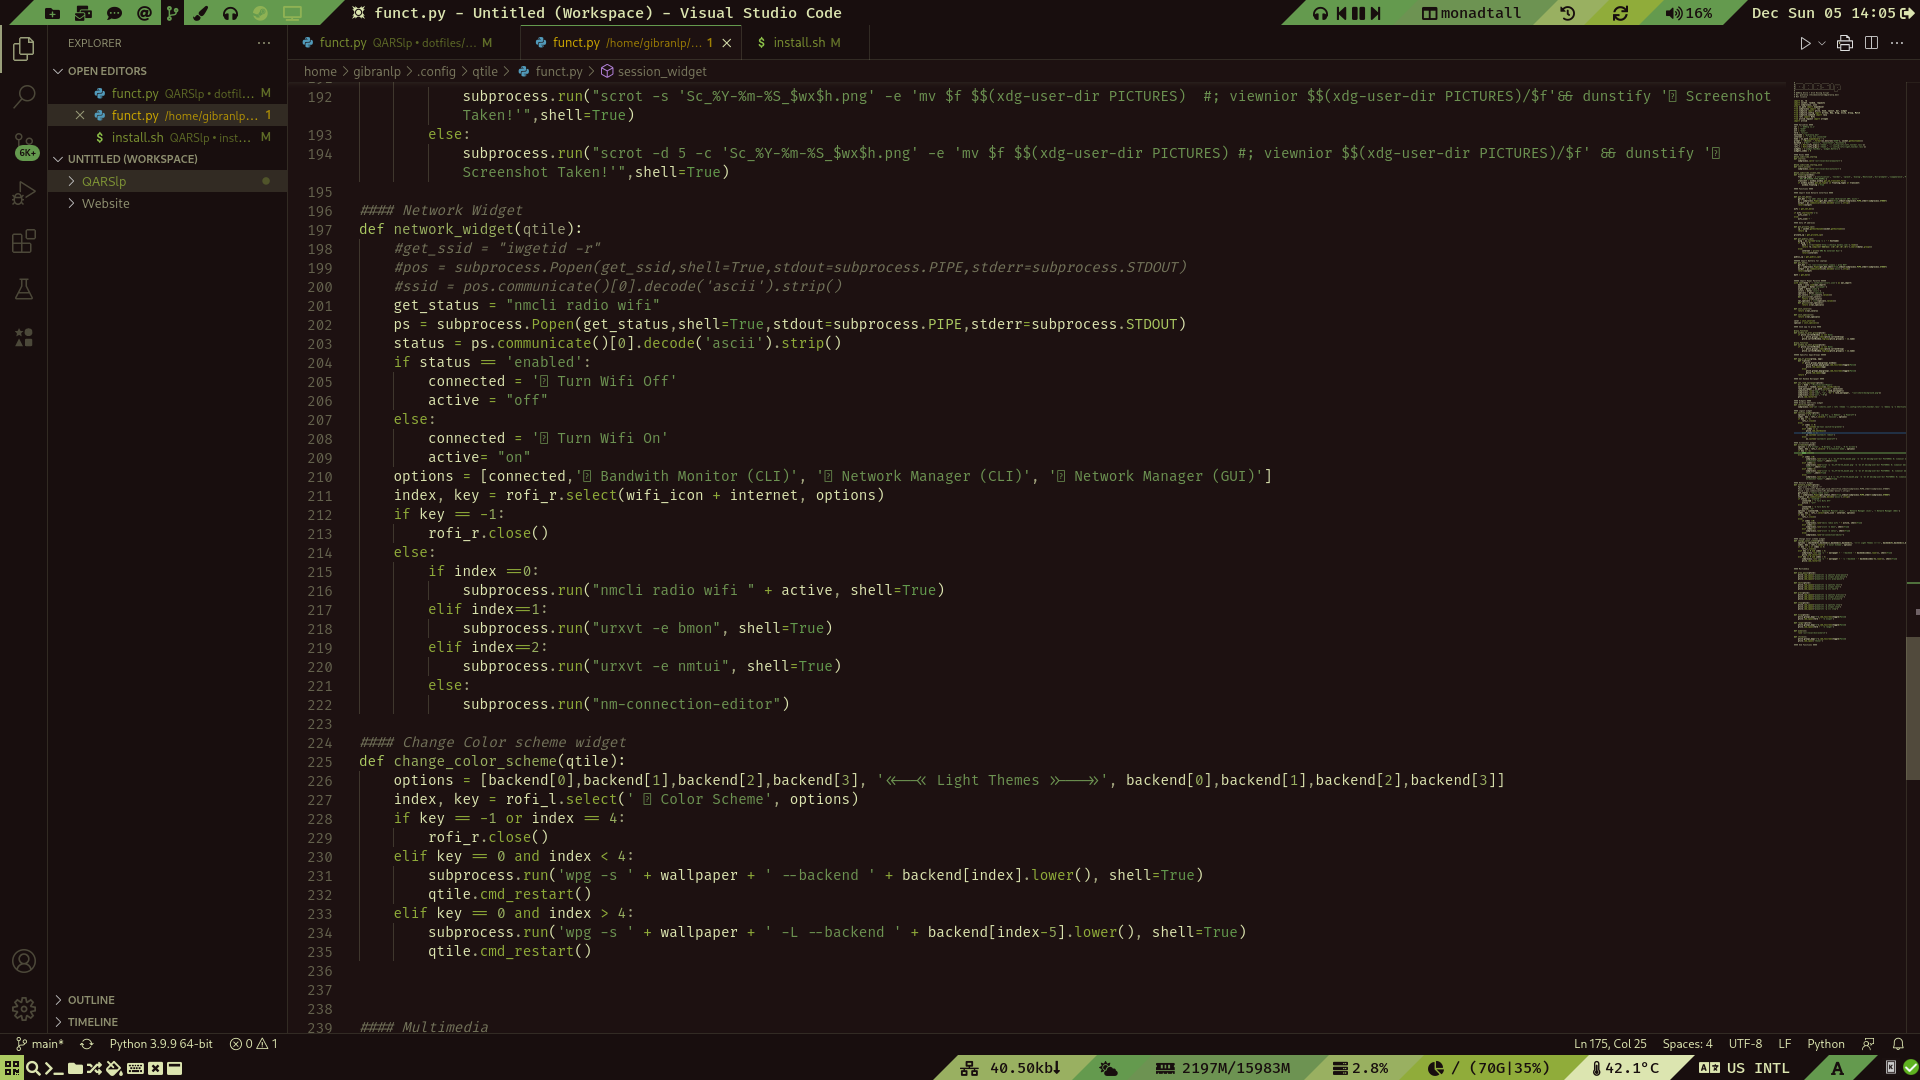 funct.py - Untitled (Workspace) - Visual Studio Code
monadtall
16%
Dec Sun 05 14:05
EXPLORER
funct.py QARSlp • dotfiles/... M
funct.py /home/gibranlp/... 1
install.sh M
OPEN EDITORS
home > gibranlp > .config > qtile > funct.py > session_widget
funct.py QARSlp • dotfil... M
funct.py /home/gibranlp... 1
install.sh QARSlp • inst... M
UNTITLED (WORKSPACE)
QARSlp
Website
6K+
192 subprocess.run("scrot -s 'Sc_%Y-%m-%S_$wx$h.png' -e 'mv $f $$(xdg-user-dir PICTURES)  #; viewnior $$(xdg-user-dir PICTURES)/$f'&& dunstify ' Screenshot
Taken!'",shell=True)
193 else:
194 subprocess.run("scrot -d 5 -c 'Sc_%Y-%m-%S_$wx$h.png' -e 'mv $f $$(xdg-user-dir PICTURES) #; viewnior $$(xdg-user-dir PICTURES)/$f' && dunstify '
Screenshot Taken!'",shell=True)
195
196 #### Network Widget
197 def network_widget(qtile):
198 #get_ssid = "iwgetid -r"
199 #pos = subprocess.Popen(get_ssid,shell=True,stdout=subprocess.PIPE,stderr=subprocess.STDOUT)
200 #ssid = pos.communicate()[0].decode('ascii').strip()
201 get_status = "nmcli radio wifi"
202 ps = subprocess.Popen(get_status,shell=True,stdout=subprocess.PIPE,stderr=subprocess.STDOUT)
203 status = ps.communicate()[0].decode('ascii').strip()
204 if status == 'enabled':
205 connected = ' Turn Wifi Off'
206 active = "off"
207 else:
208 connected = ' Turn Wifi On'
209 active= "on"
210 options = [connected,' Bandwith Monitor (CLI)', ' Network Manager (CLI)', ' Network Manager (GUI)']
211 index, key = rofi_r.select(wifi_icon + internet, options)
212 if key == -1:
213 rofi_r.close()
214 else:
215 if index ==0:
216 subprocess.run("nmcli radio wifi " + active, shell=True)
217 elif index==1:
218 subprocess.run("urxvt -e bmon", shell=True)
219 elif index==2:
220 subprocess.run("urxvt -e nmtui", shell=True)
221 else:
222 subprocess.run("nm-connection-editor")
223
224 #### Change Color scheme widget
225 def change_color_scheme(qtile):
226 options = [backend[0],backend[1],backend[2],backend[3], '<<---<< Light Themes >>--->>', backend[0],backend[1],backend[2],backend[3]]
227 index, key = rofi_l.select('  Color Scheme', options)
228 if key == -1 or index == 4:
229 rofi_r.close()
230 elif key == 0 and index < 4:
231 subprocess.run('wpg -s ' + wallpaper + ' --backend ' + backend[index].lower(), shell=True)
232 qtile.cmd_restart()
233 elif key == 0 and index > 4:
234 subprocess.run('wpg -s ' + wallpaper + ' -L --backend ' + backend[index-5].lower(), shell=True)
235 qtile.cmd_restart()
236
237
238
239 #### Multimedia
OUTLINE
TIMELINE
main* Python 3.9.9 64-bit 0 1
Ln 175, Col 25 Spaces: 4 UTF-8 LF Python
40.50kb↓ 2197M/15983M 2.8% / (70G|35%) 42.1°C US INTL A